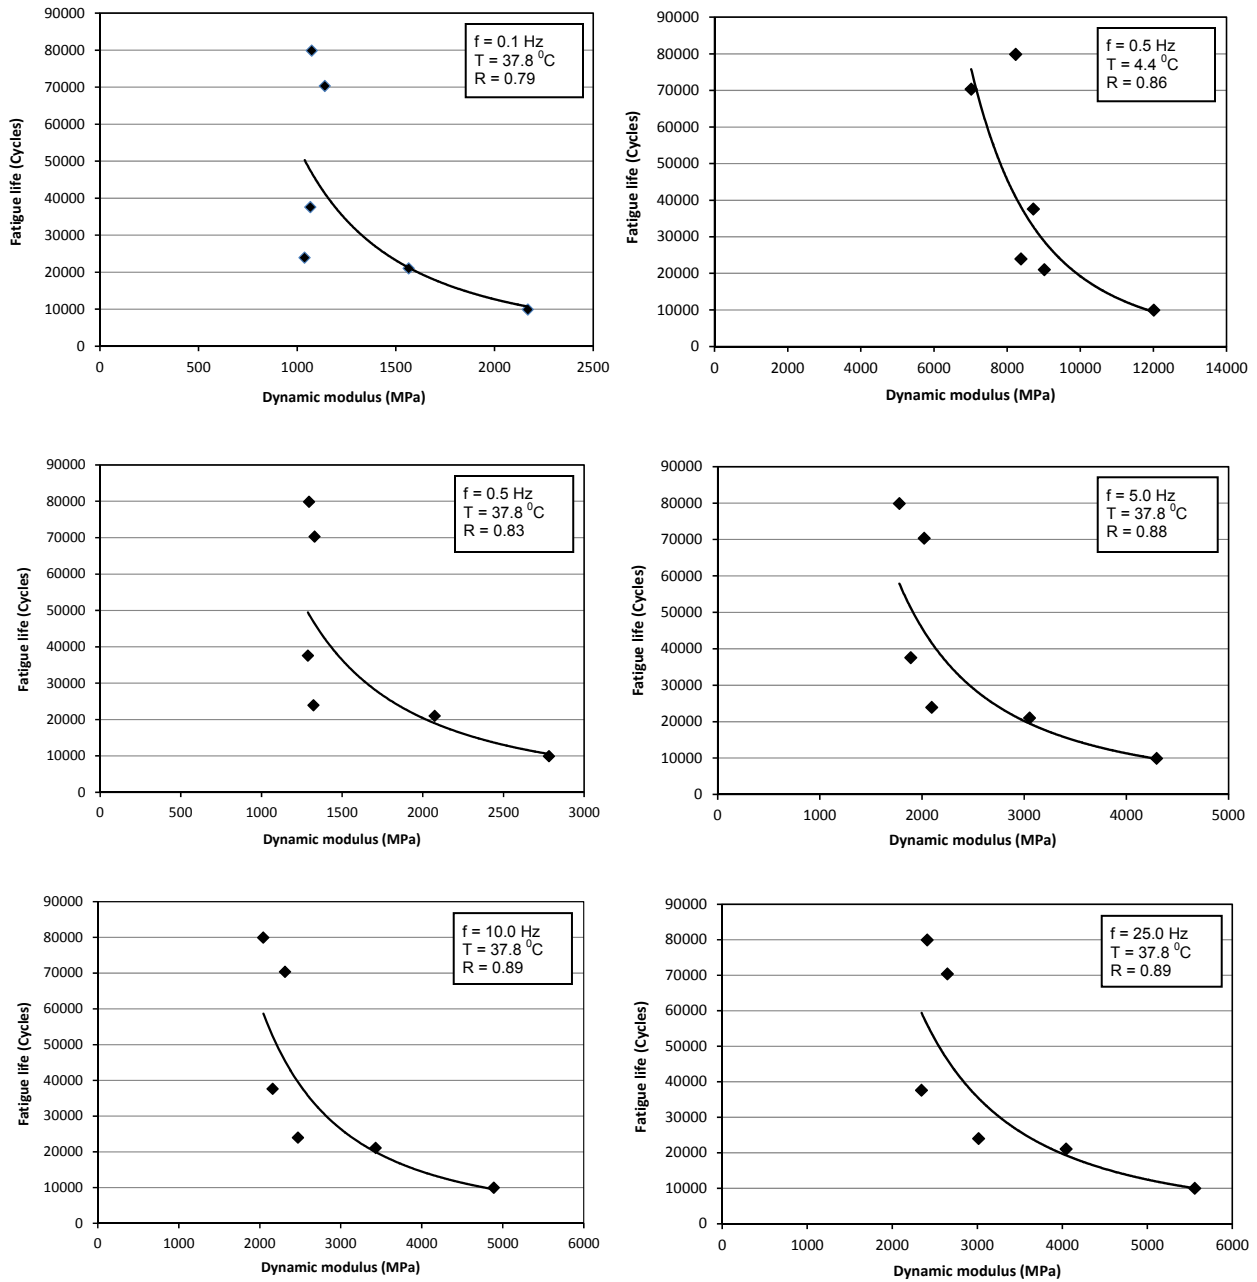 90000
80000
70000
60000
50000
40000
30000
20000
10000
0
Fatigue life (Cycles)
f = 0.1 Hz
T = 37.8 ⁰C
R = 0.79
0 500 1000 1500 2000 2500
Dynamic modulus (MPa)
90000
80000
70000
60000
50000
40000
30000
20000
10000
0
Fatigue life (Cycles)
f = 0.5 Hz
T = 4.4 ⁰C
R = 0.86
0 2000 4000 6000 8000 10000 12000 14000
Dynamic modulus (MPa)
90000
80000
70000
60000
50000
40000
30000
20000
10000
0
Fatigue life (Cycles)
f = 0.5 Hz
T = 37.8 ⁰C
R = 0.83
0 500 1000 1500 2000 2500 3000
Dynamic modulus (MPa)
90000
80000
70000
60000
50000
40000
30000
20000
10000
0
Fatigue life (Cycles)
f = 5.0 Hz
T = 37.8 ⁰C
R = 0.88
0 1000 2000 3000 4000 5000
Dynamic modulus (MPa)
90000
80000
70000
60000
50000
40000
30000
20000
10000
0
Fatigue life (Cycles)
f = 10.0 Hz
T = 37.8 ⁰C
R = 0.89
0 1000 2000 3000 4000 5000 6000
Dynamic modulus (MPa)
90000
80000
70000
60000
50000
40000
30000
20000
10000
0
Fatigue life (Cycles)
f = 25.0 Hz
T = 37.8 ⁰C
R = 0.89
0 1000 2000 3000 4000 5000 6000
Dynamic modulus (MPa)